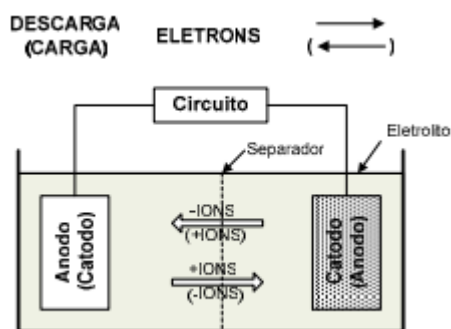 DESCARGA
(CARGA)
ELETRONS
( )
Circuito
Eletrolito
Separador
Anodo
(Catodo)
-IONS
(+IONS)
+IONS
(-IONS)
Catodo
(Anodo)